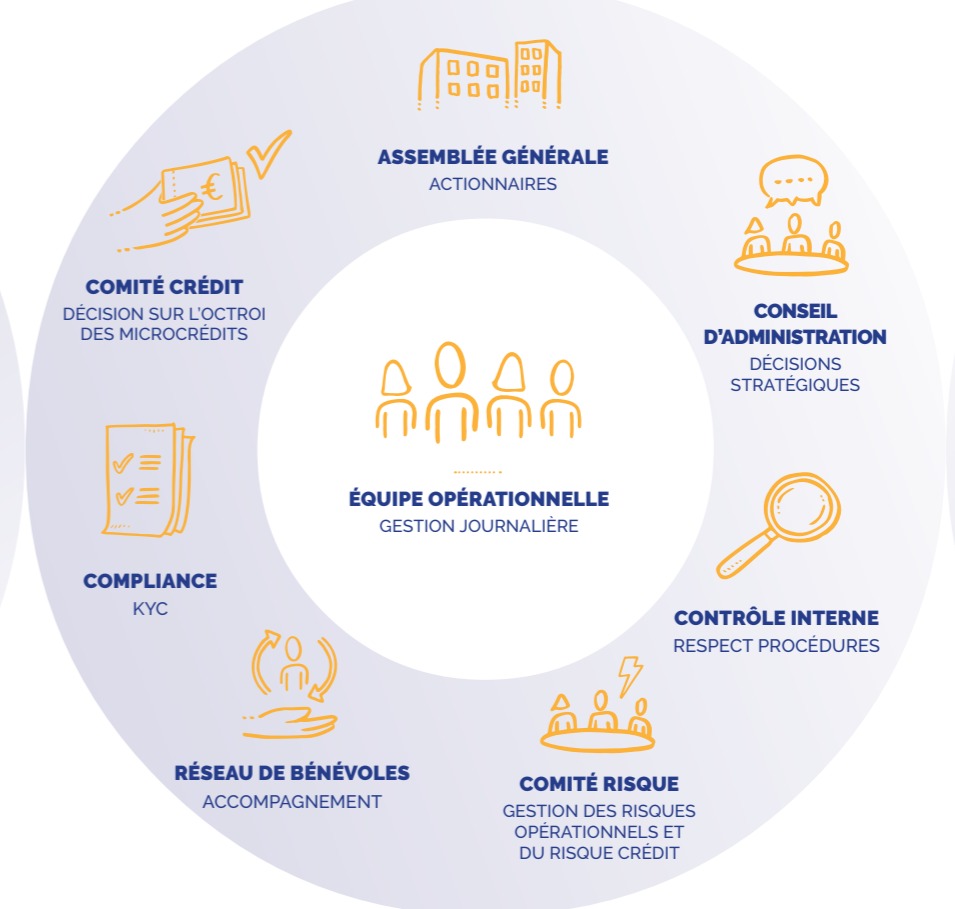 ASSEMBLÉE GÉNÉRALE
ACTIONNAIRES
CONSEIL
D'ADMINISTRATION
DÉCISIONS
STRATÉGIQUES
CONTRÔLE INTERNE
RESPECT PROCÉDURES
COMITÉ RISQUE
GESTION DES RISQUES
OPÉRATIONNELS ET
DU RISQUE CRÉDIT
RÉSEAU DE BÉNÉVOLES
ACCOMPAGNEMENT
COMPLIANCE
KYC
COMITÉ CRÉDIT
DÉCISION SUR L'OCTROI
DES MICROCRÉDITS
ÉQUIPE OPÉRATIONNELLE
GESTION JOURNALIÈRE